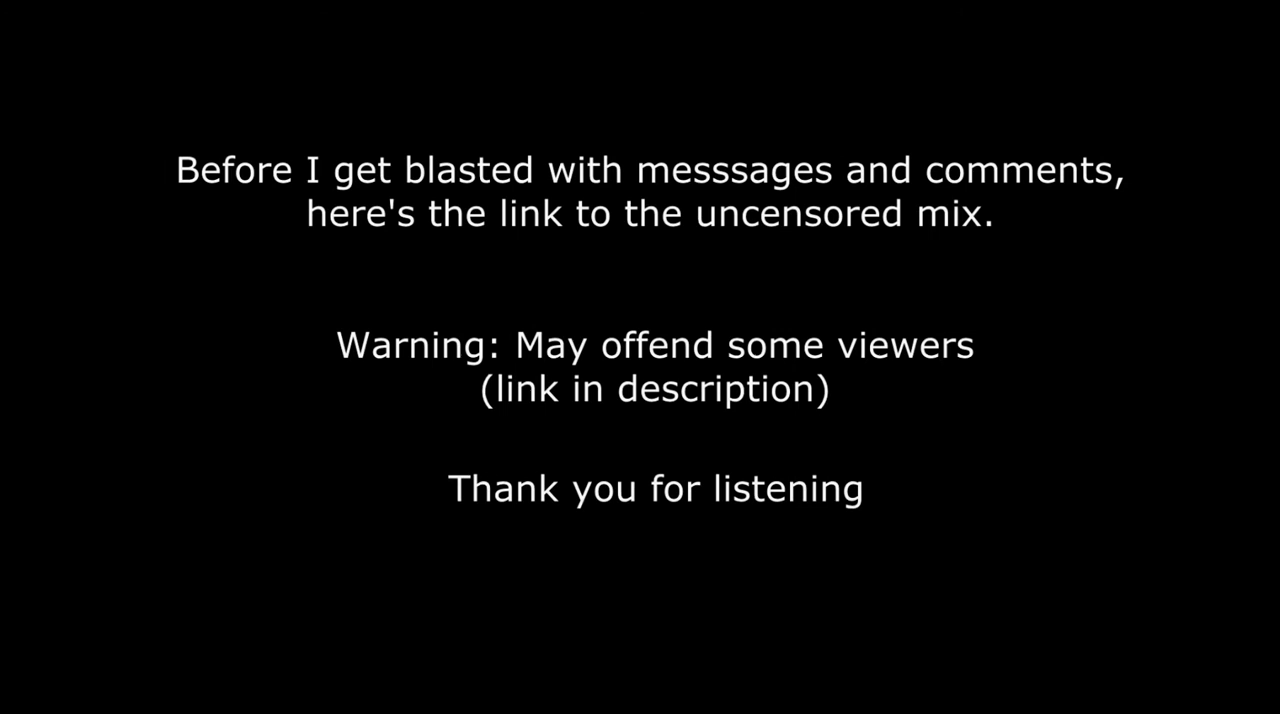 Before I get blasted with messsages and comments,
here's the link to the uncensored mix.
Warning: May offend some viewers
(link in description)
Thank you for listening